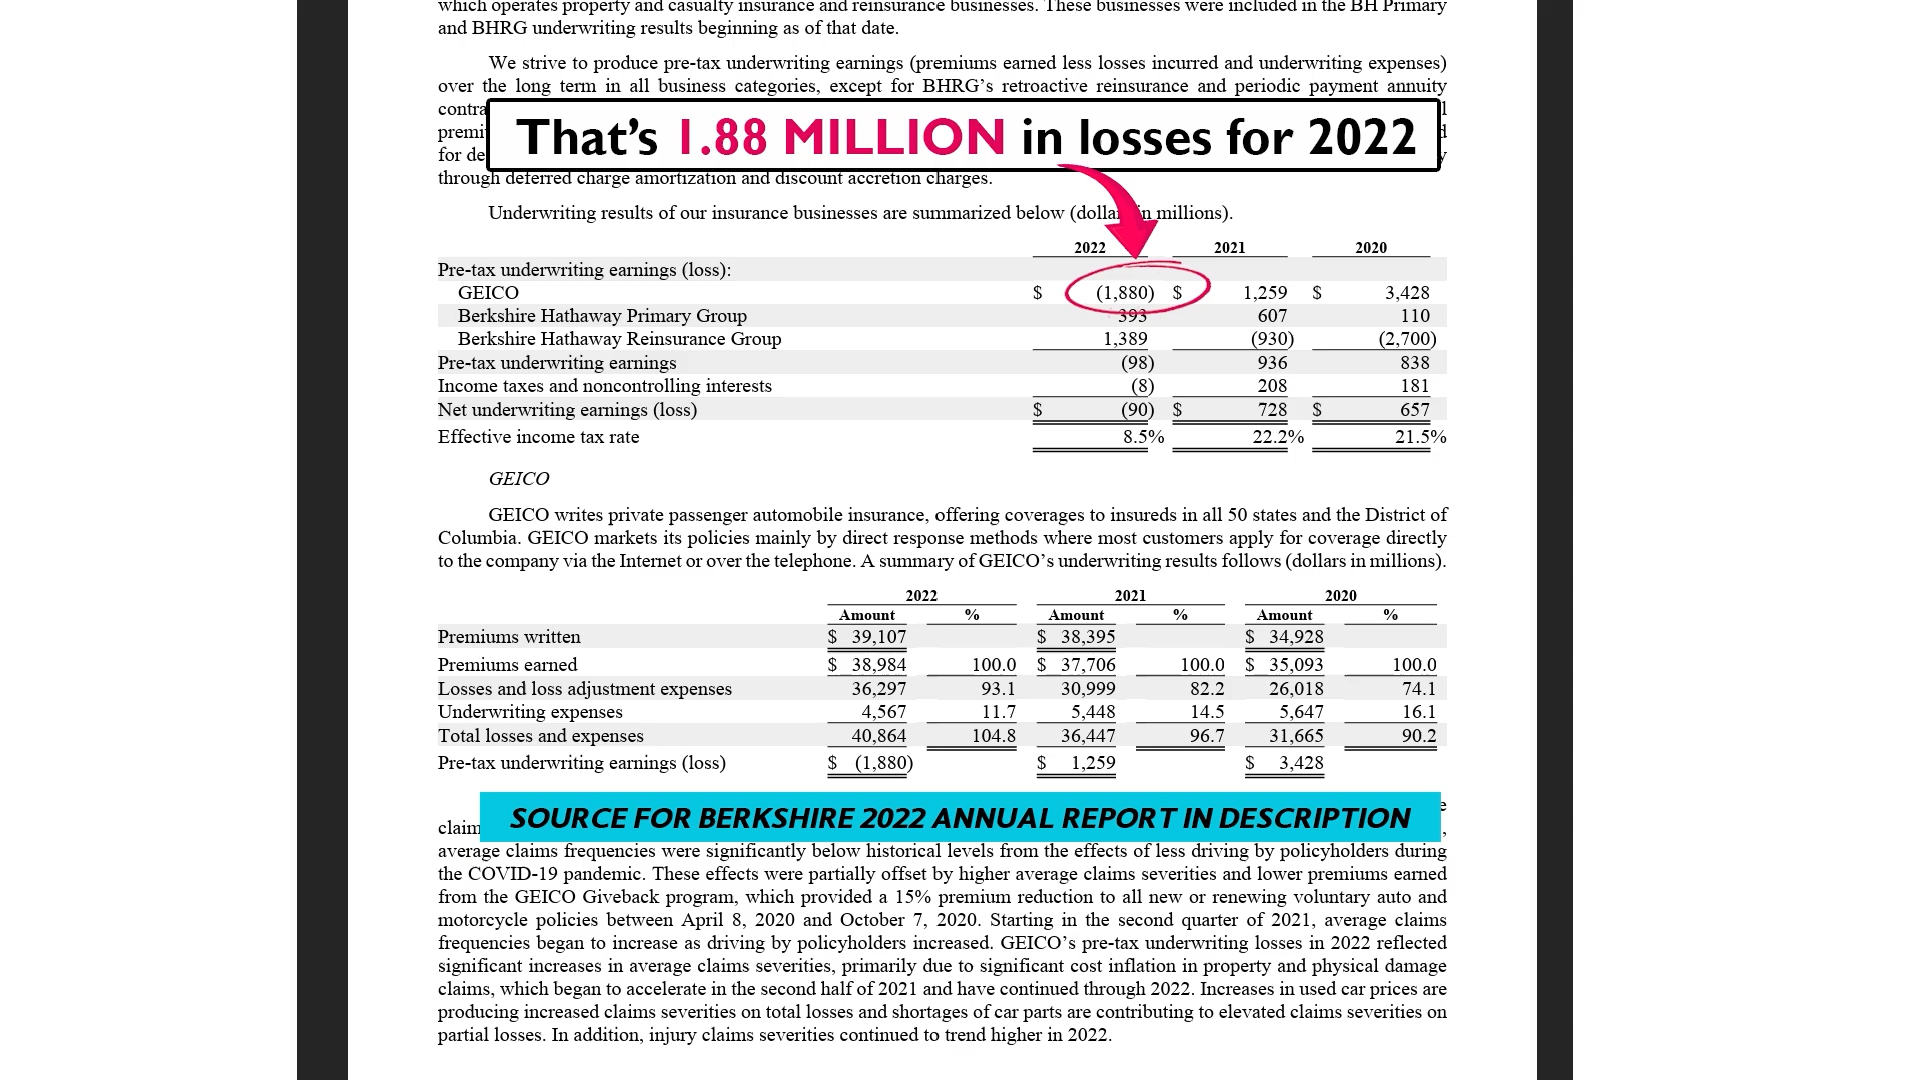 which operates property and casualty insurance and reinsurance businesses. These businesses were included in the BH Primary
and BHRG underwriting results beginning as of that date.
We strive to produce pre-tax underwriting earnings (premiums earned less losses incurred and underwriting expenses)
over the long term in all business categories, except for BHRG’s retroactive reinsurance and periodic payment annuity
That’s 1.88 MILLION in losses for 2022
for de
through deferred charge amortization and discount accretion charges.
Underwriting results of our insurance businesses are summarized below (dolla in millions).
2022 2021 2020
Pre-tax underwriting earnings (loss):
GEICO $ (1,880) $ 1,259 $ 3,428
Berkshire Hathaway Primary Group 393 607 110
Berkshire Hathaway Reinsurance Group 1,389 (930) (2,700)
Pre-tax underwriting earnings (98) 936 838
Income taxes and noncontrolling interests (8) 208 181
Net underwriting earnings (loss) $ (90) $ 728 $ 657
Effective income tax rate 8.5% 22.2% 21.5%
GEICO
GEICO writes private passenger automobile insurance, offering coverages to insureds in all 50 states and the District of
Columbia. GEICO markets its policies mainly by direct response methods where most customers apply for coverage directly
to the company via the Internet or over the telephone. A summary of GEICO’s underwriting results follows (dollars in millions).
2022 2021 2020
Amount % Amount % Amount %
Premiums written $ 39,107 $ 38,395 $ 34,928
Premiums earned $ 38,984 100.0 $ 37,706 100.0 $ 35,093 100.0
Losses and loss adjustment expenses 36,297 93.1 30,999 82.2 26,018 74.1
Underwriting expenses 4,567 11.7 5,448 14.5 5,647 16.1
Total losses and expenses 40,864 104.8 36,447 96.7 31,665 90.2
Pre-tax underwriting earnings (loss) $ (1,880) $ 1,259 $ 3,428
SOURCE FOR BERKSHIRE 2022 ANNUAL REPORT IN DESCRIPTION
claim
average claims frequencies were significantly below historical levels from the effects of less driving by policyholders during
the COVID-19 pandemic. These effects were partially offset by higher average claims severities and lower premiums earned
from the GEICO Giveback program, which provided a 15% premium reduction to all new or renewing voluntary auto and
motorcycle policies between April 8, 2020 and October 7, 2020. Starting in the second quarter of 2021, average claims
frequencies began to increase as driving by policyholders increased. GEICO’s pre-tax underwriting losses in 2022 reflected
significant increases in average claims severities, primarily due to significant cost inflation in property and physical damage
claims, which began to accelerate in the second half of 2021 and have continued through 2022. Increases in used car prices are
producing increased claims severities on total losses and shortages of car parts are contributing to elevated claims severities on
partial losses. In addition, injury claims severities continued to trend higher in 2022.